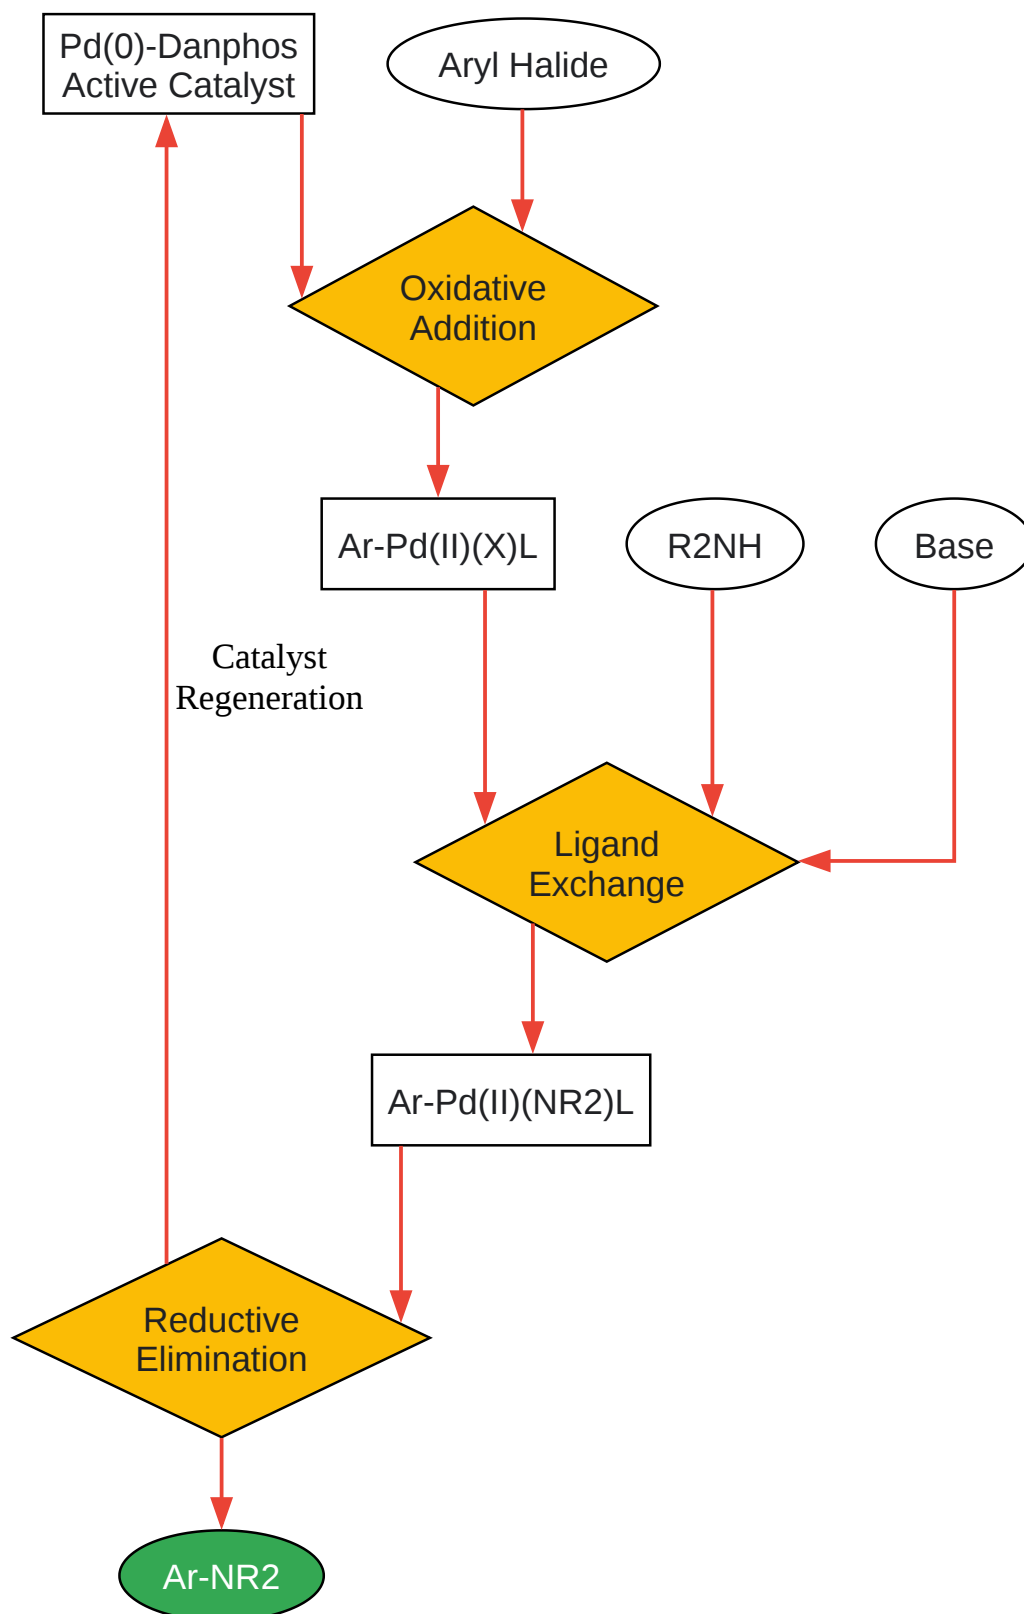 Pd(0)-Danphos
Active Catalyst
Aryl Halide
Oxidative
Addition
Ar-Pd(II)(X)L
R2NH
Base
Catalyst
Regeneration
Ligand
Exchange
Ar-Pd(II)(NR2)L
Reductive
Elimination
Ar-NR2